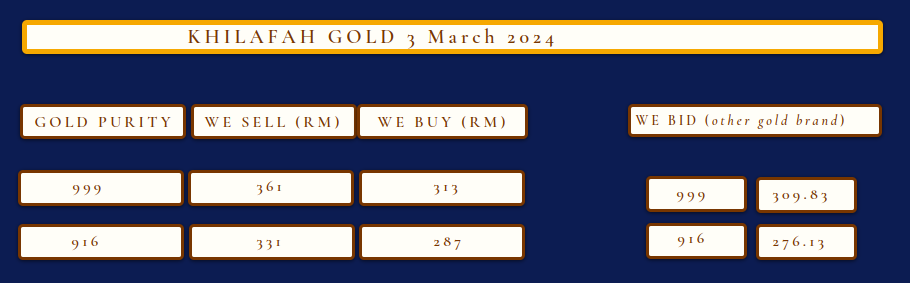 KHILAFAH GOLD 3 March 2024
GOLD PURITY WE SELL (RM) WE BUY (RM) WE BID (other gold brand)
999 361 313 999 309.83
916 331 287 916 276.13